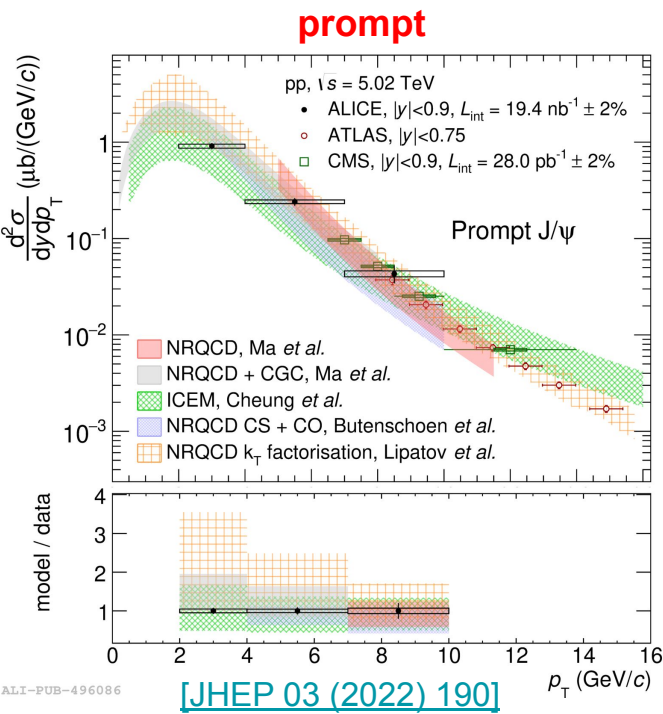 prompt
pp, √s = 5.02 TeV
ALICE, |y|<0.9, L_int = 19.4 nb⁻¹ ± 2%
ATLAS, |y|<0.75
CMS, |y|<0.9, L_int = 28.0 pb⁻¹ ± 2%
d²σ/dydp_T (μb/(GeV/c))
1
10⁻¹
10⁻²
10⁻³
Prompt J/ψ
NRQCD, Ma et al.
NRQCD + CGC, Ma et al.
ICEM, Cheung et al.
NRQCD CS + CO, Butenschoen et al.
NRQCD k_T factorisation, Lipatov et al.
model / data
4
3
2
1
0 2 4 6 8 10 12 14 16
p_T (GeV/c)
ALI-PUB-496086
[JHEP 03 (2022) 190]